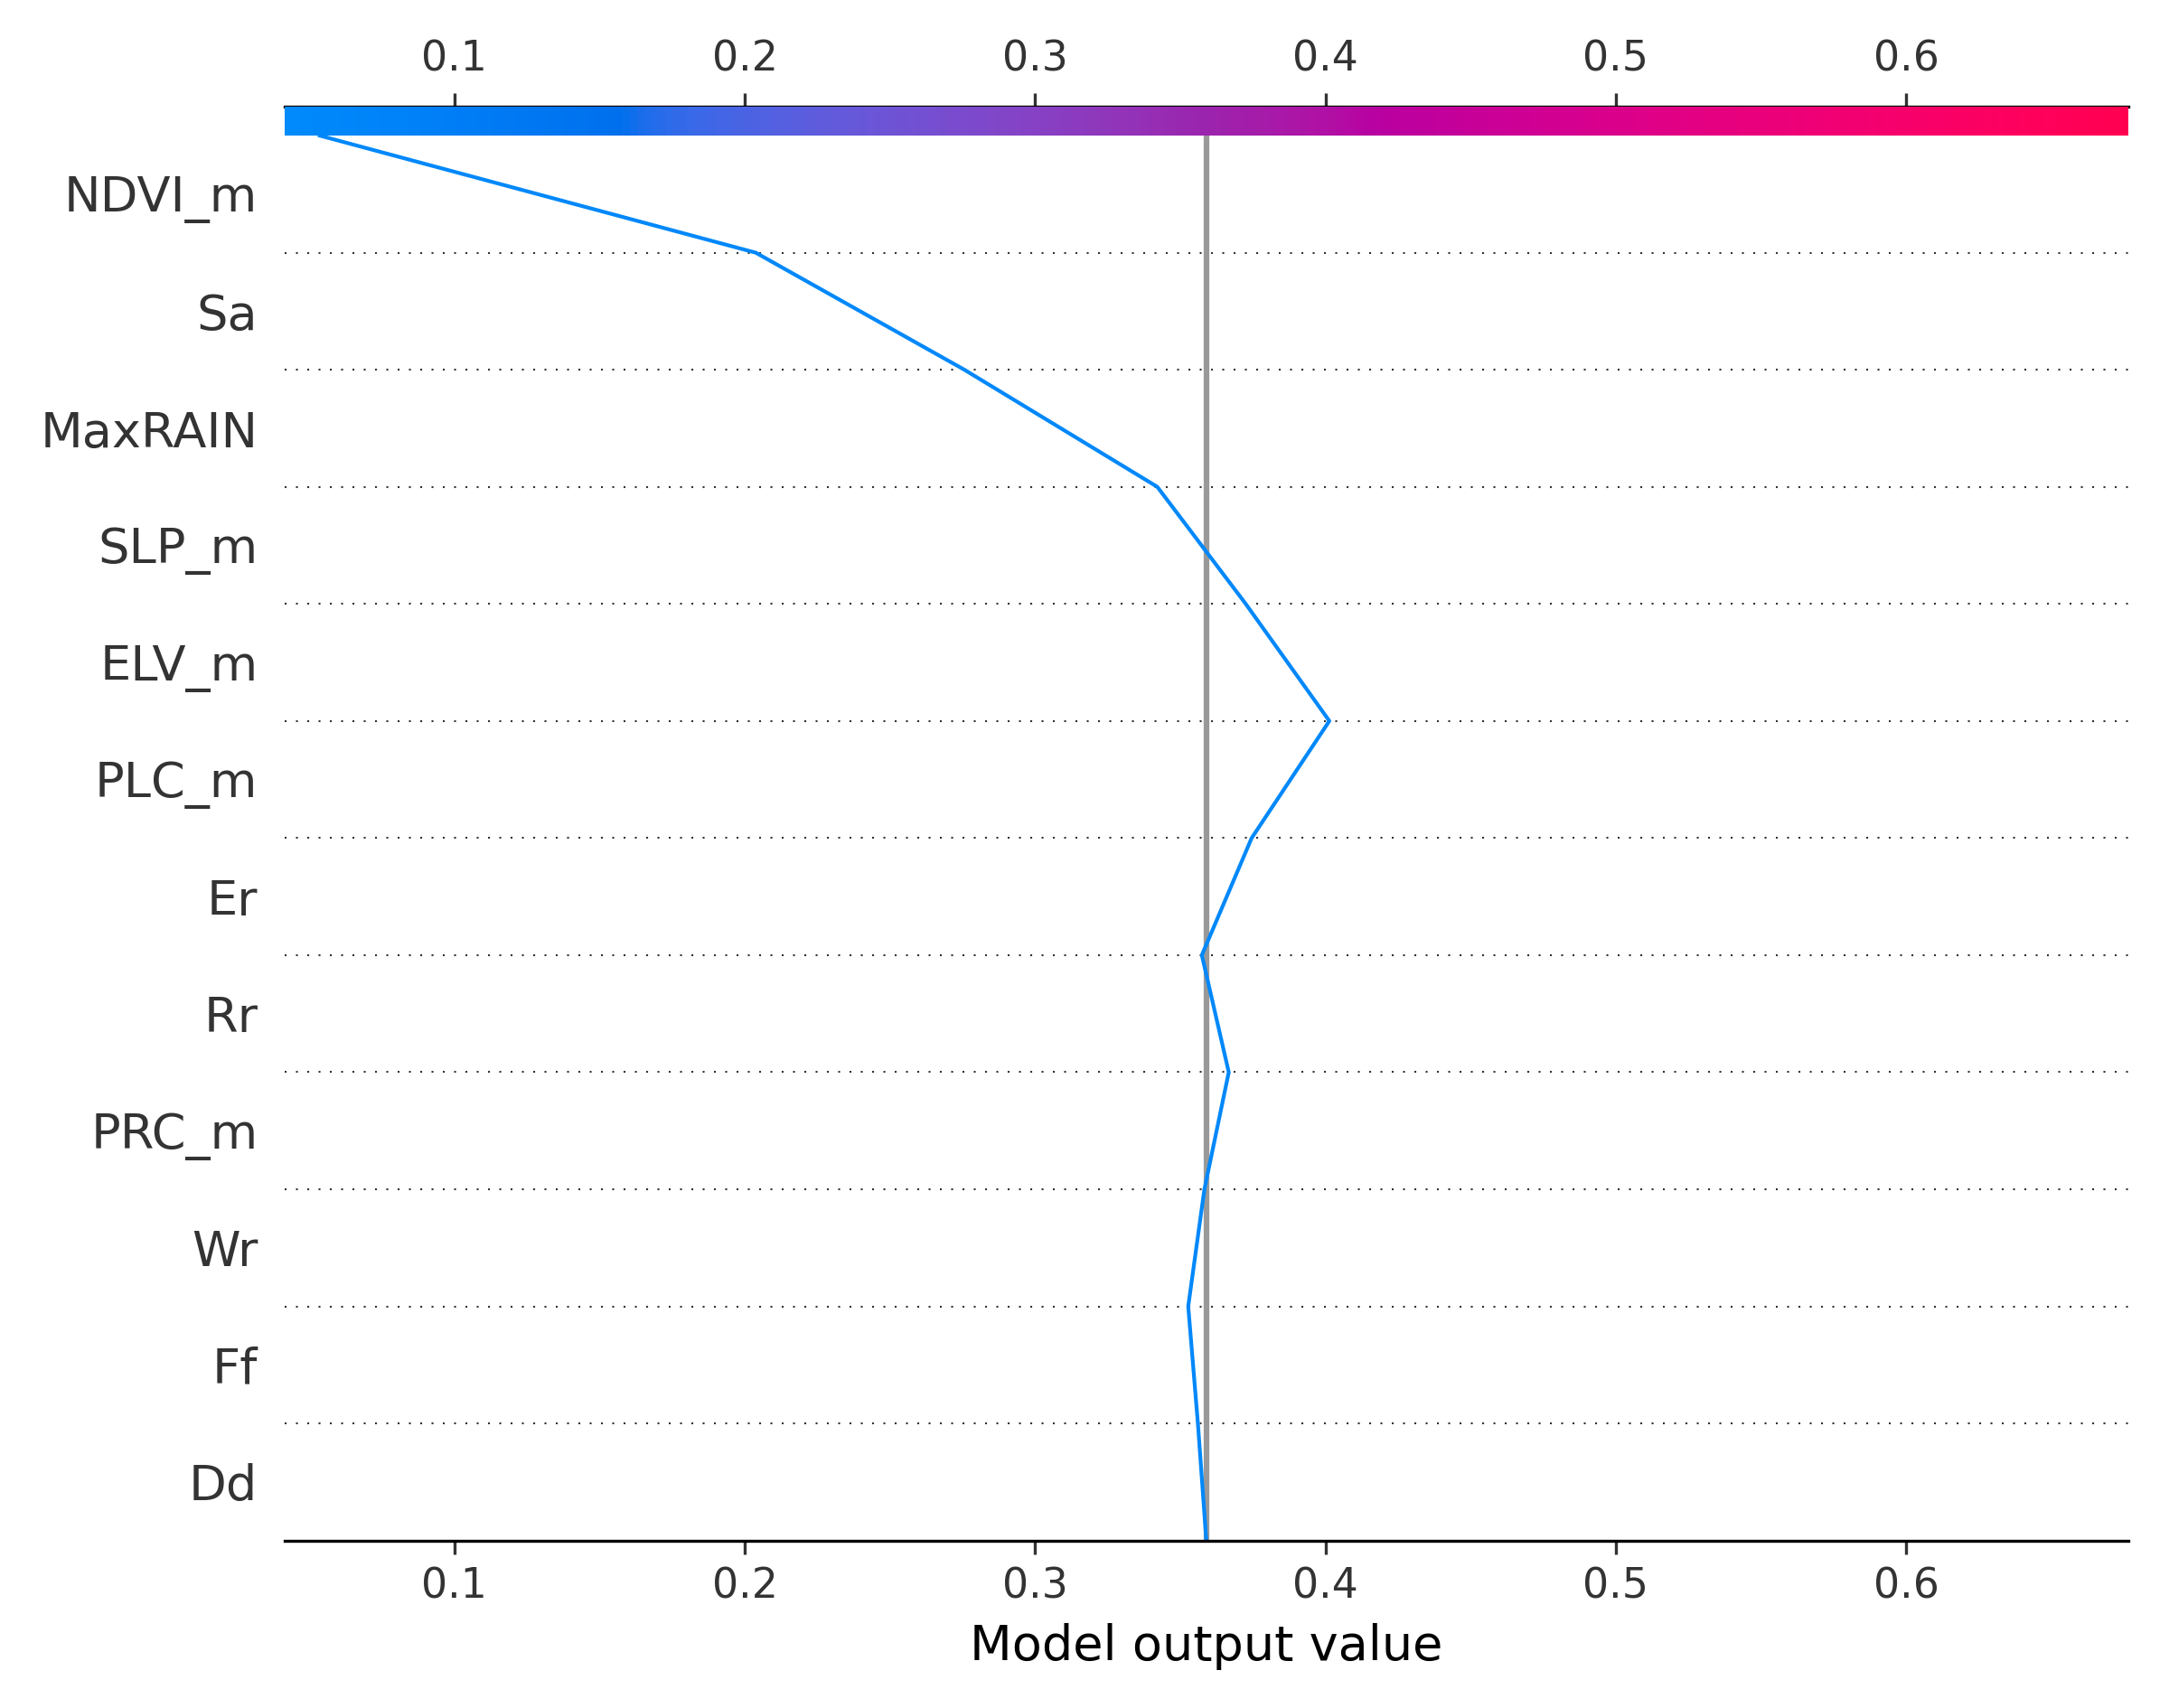 0.1 0.2 0.3 0.4 0.5 0.6
NDVI_m
Sa
MaxRAIN
SLP_m
ELV_m
PLC_m
Er
Rr
PRC_m
Wr
Ff
Dd
0.1 0.2 0.3 0.4 0.5 0.6
Model output value